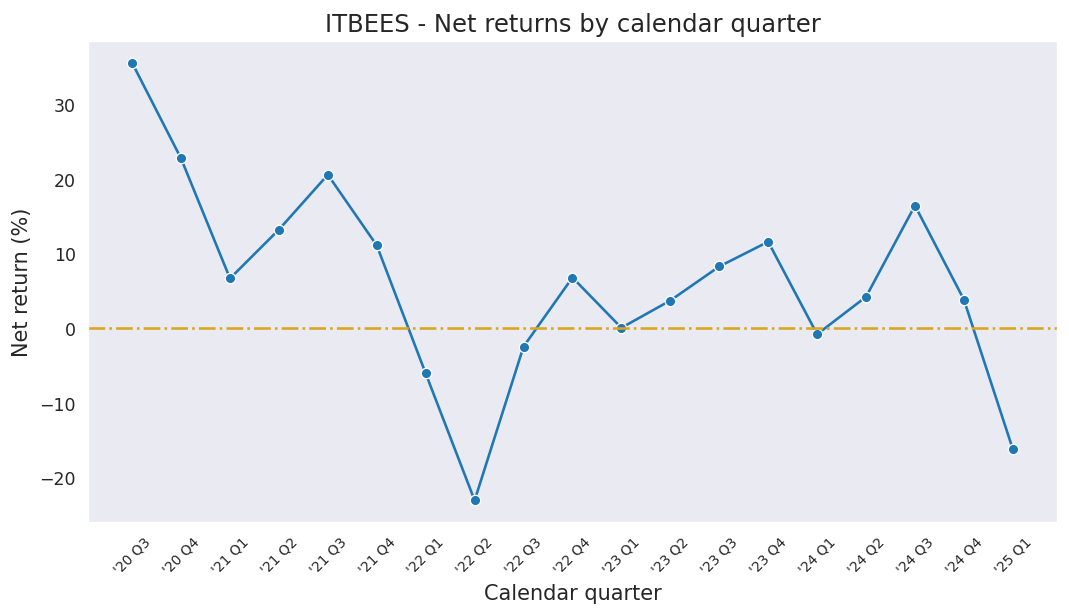 ITBEES - Net returns by calendar quarter
Net return (%)
30
20
10
0
−10
−20
'20 Q3
'20 Q4
'21 Q1
'21 Q2
'21 Q3
'21 Q4
'22 Q1
'22 Q2
'22 Q3
'22 Q4
'23 Q1
'23 Q2
'23 Q3
'23 Q4
'24 Q1
'24 Q2
'24 Q3
'24 Q4
'25 Q1
Calendar quarter